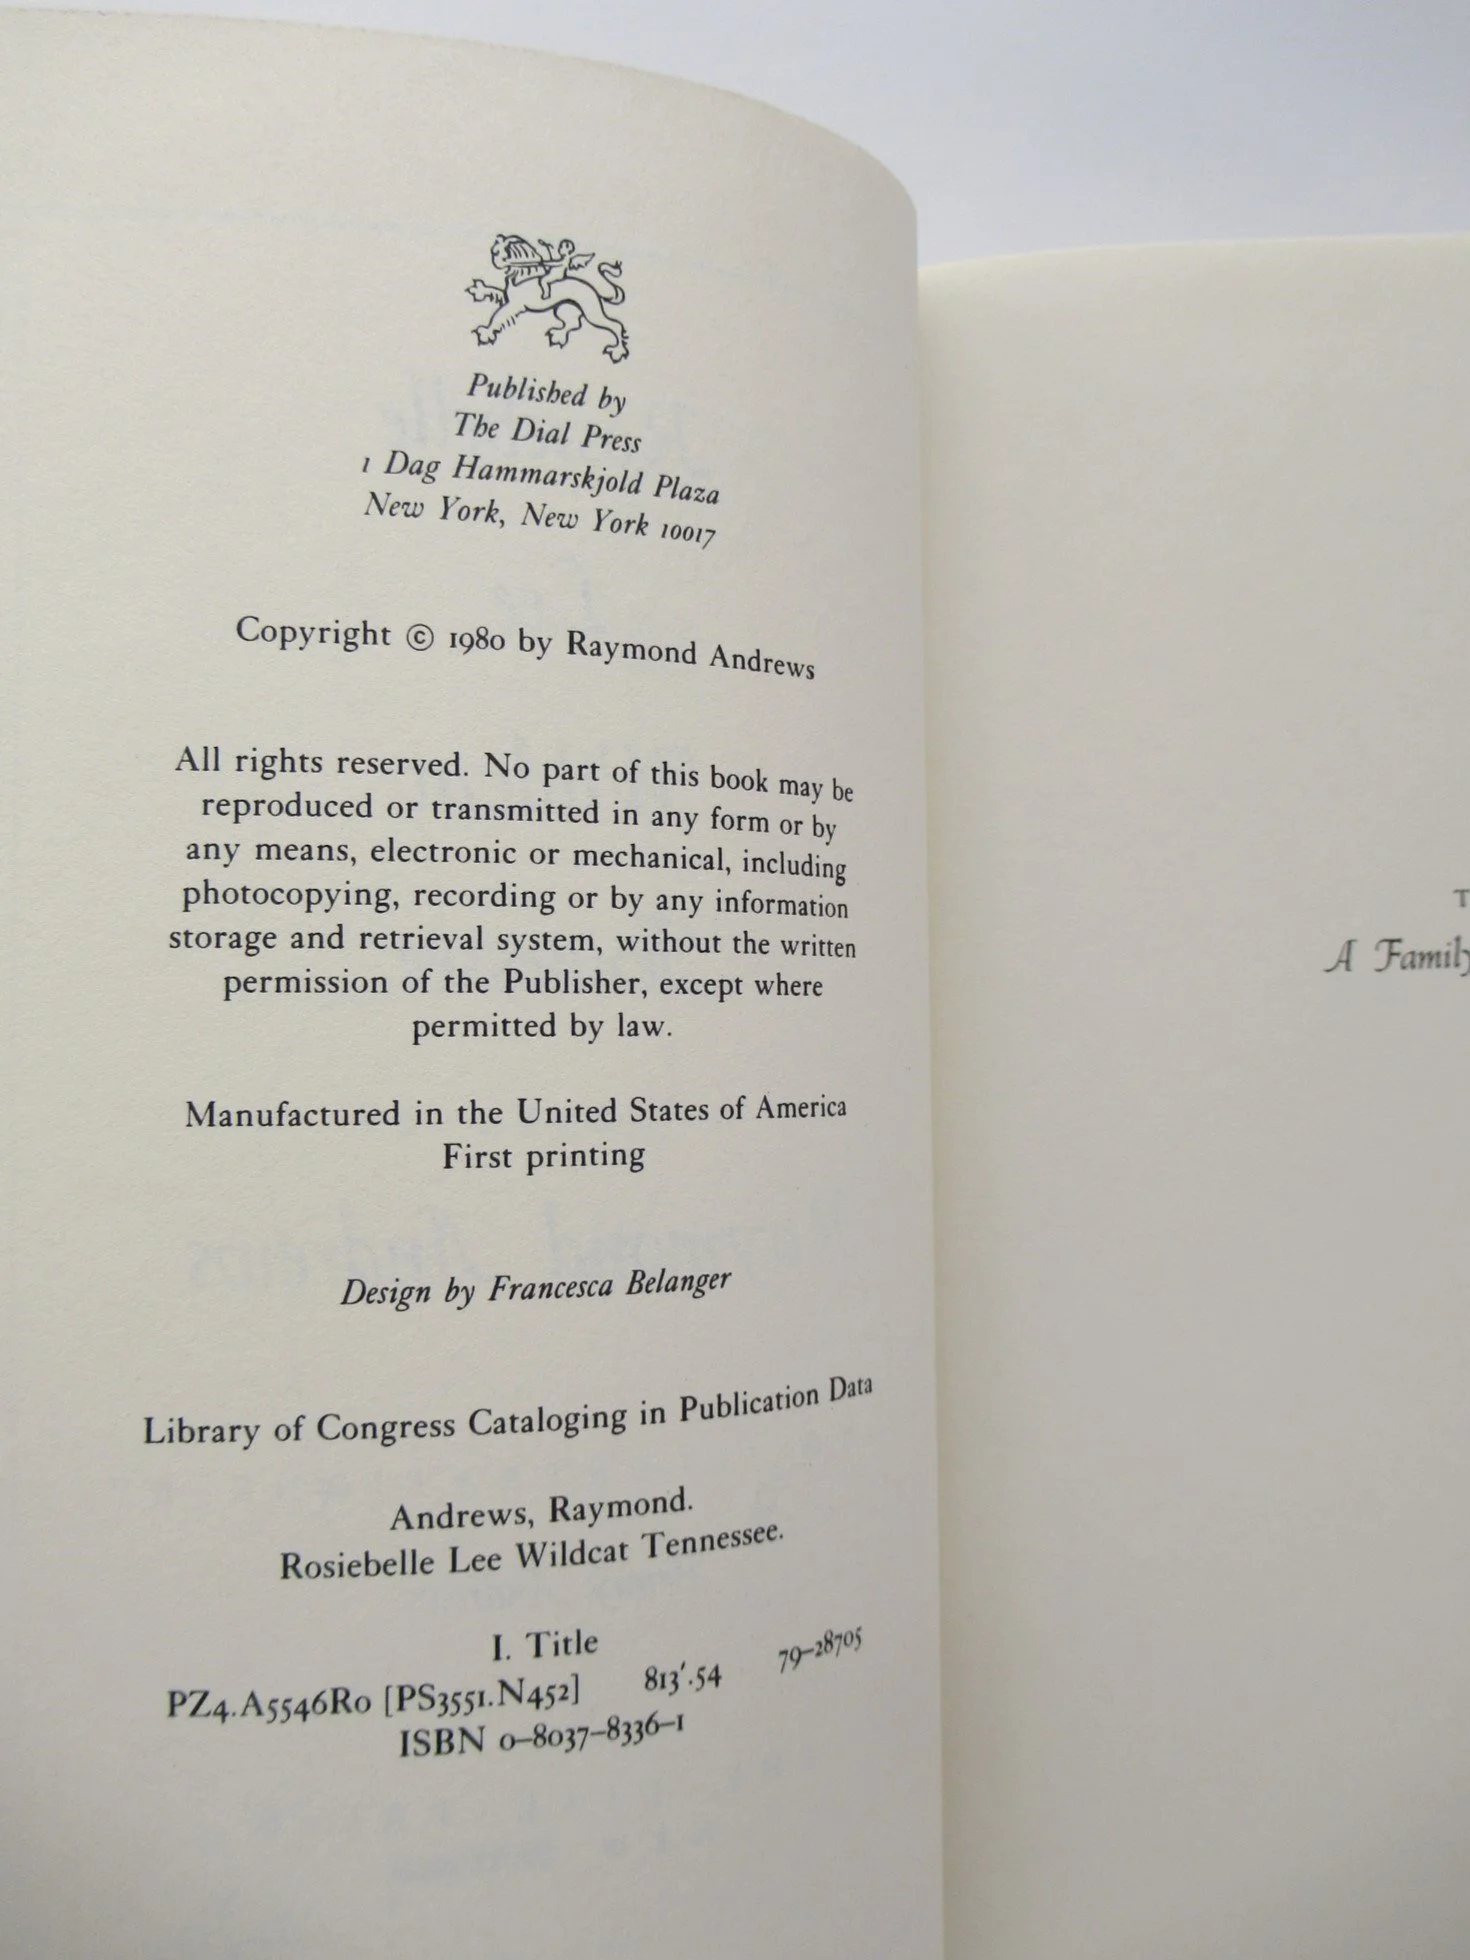 Published by
The Dial Press
1 Dag Hammarskjold Plaza
New York, New York 10017
Copyright © 1980 by Raymond Andrews
All rights reserved. No part of this book may be
reproduced or transmitted in any form or by
any means, electronic or mechanical, including
photocopying, recording or by any information
storage and retrieval system, without the written
permission of the Publisher, except where
permitted by law.
Manufactured in the United States of America
First printing
Design by Francesca Belanger
Library of Congress Cataloging in Publication Data
Andrews, Raymond.
Rosiebelle Lee Wildcat Tennessee.
I. Title
PZ4.A5546Ro [PS3551.N452] 813'.54 79–28705
ISBN 0–8037–8336–1
A Family